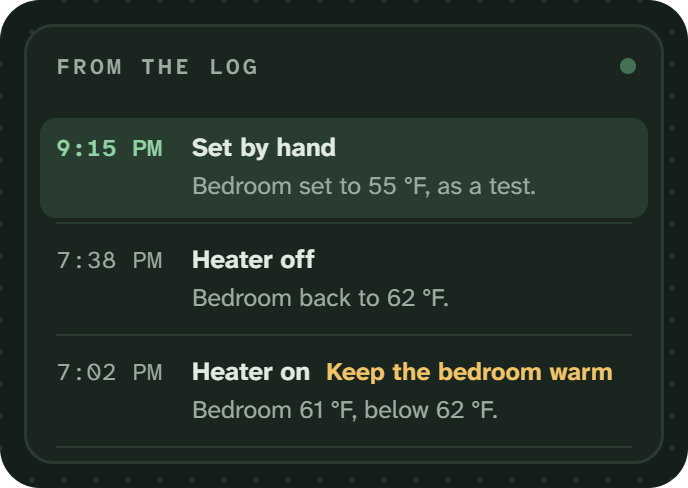 FROM THE LOG
9:15 PM Set by hand
Bedroom set to 55 °F, as a test.
7:38 PM Heater off
Bedroom back to 62 °F.
7:02 PM Heater on Keep the bedroom warm
Bedroom 61 °F, below 62 °F.